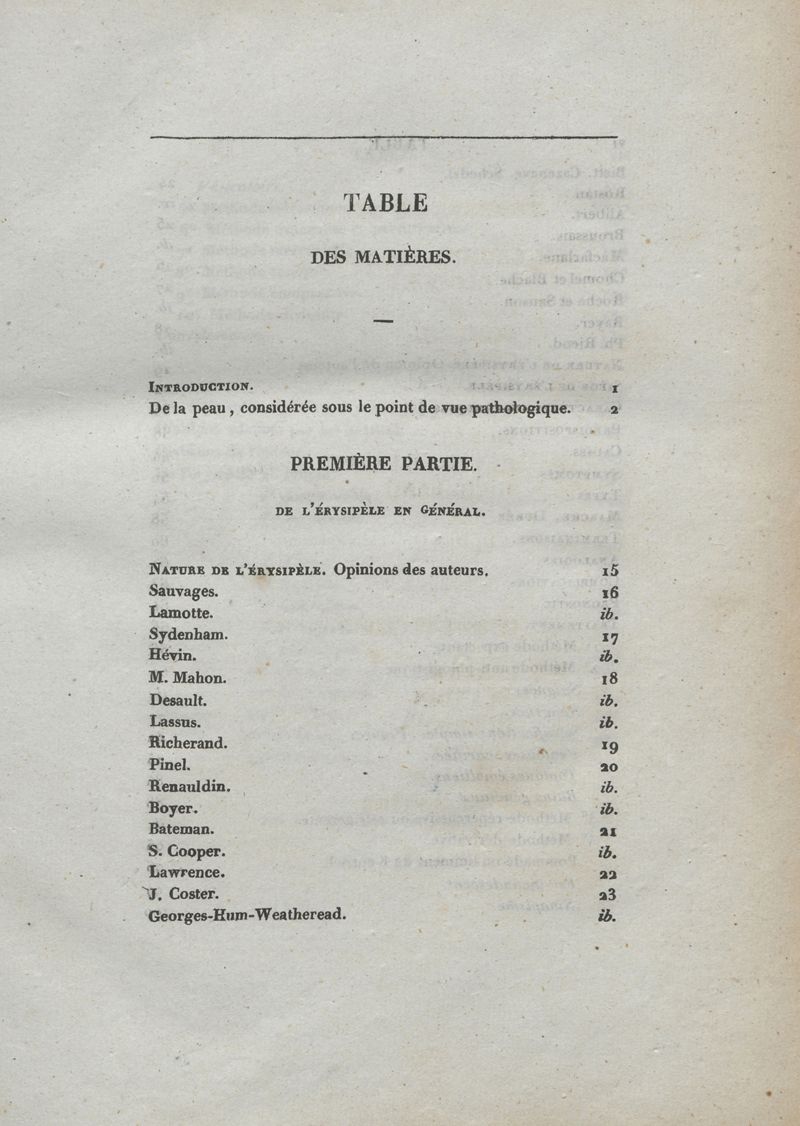 TABLE
DES MATIÈRES.
INTRODUCTION. 1
De la peau, considérée sous le point de vue pathologique. 2
PREMIÈRE PARTIE.
DE L'ÉRYSIPÈLE EN GÉNÉRAL.
NATURE DE L'ÉRYSIPÈLE. Opinions des auteurs. 15
Sauvages. 16
Lamotte. ib.
Sydenham. 17
Hévin. ib.
M. Mahon. 18
Desault. ib.
Lassus. ib.
Richerand. 19
Pinel. 20
Renauldin. ib.
Boyer. ib.
Bateman. 21
S. Cooper. ib.
Lawrence. 22
J. Coster. 23
Georges-Hum-Weatheread. ib.